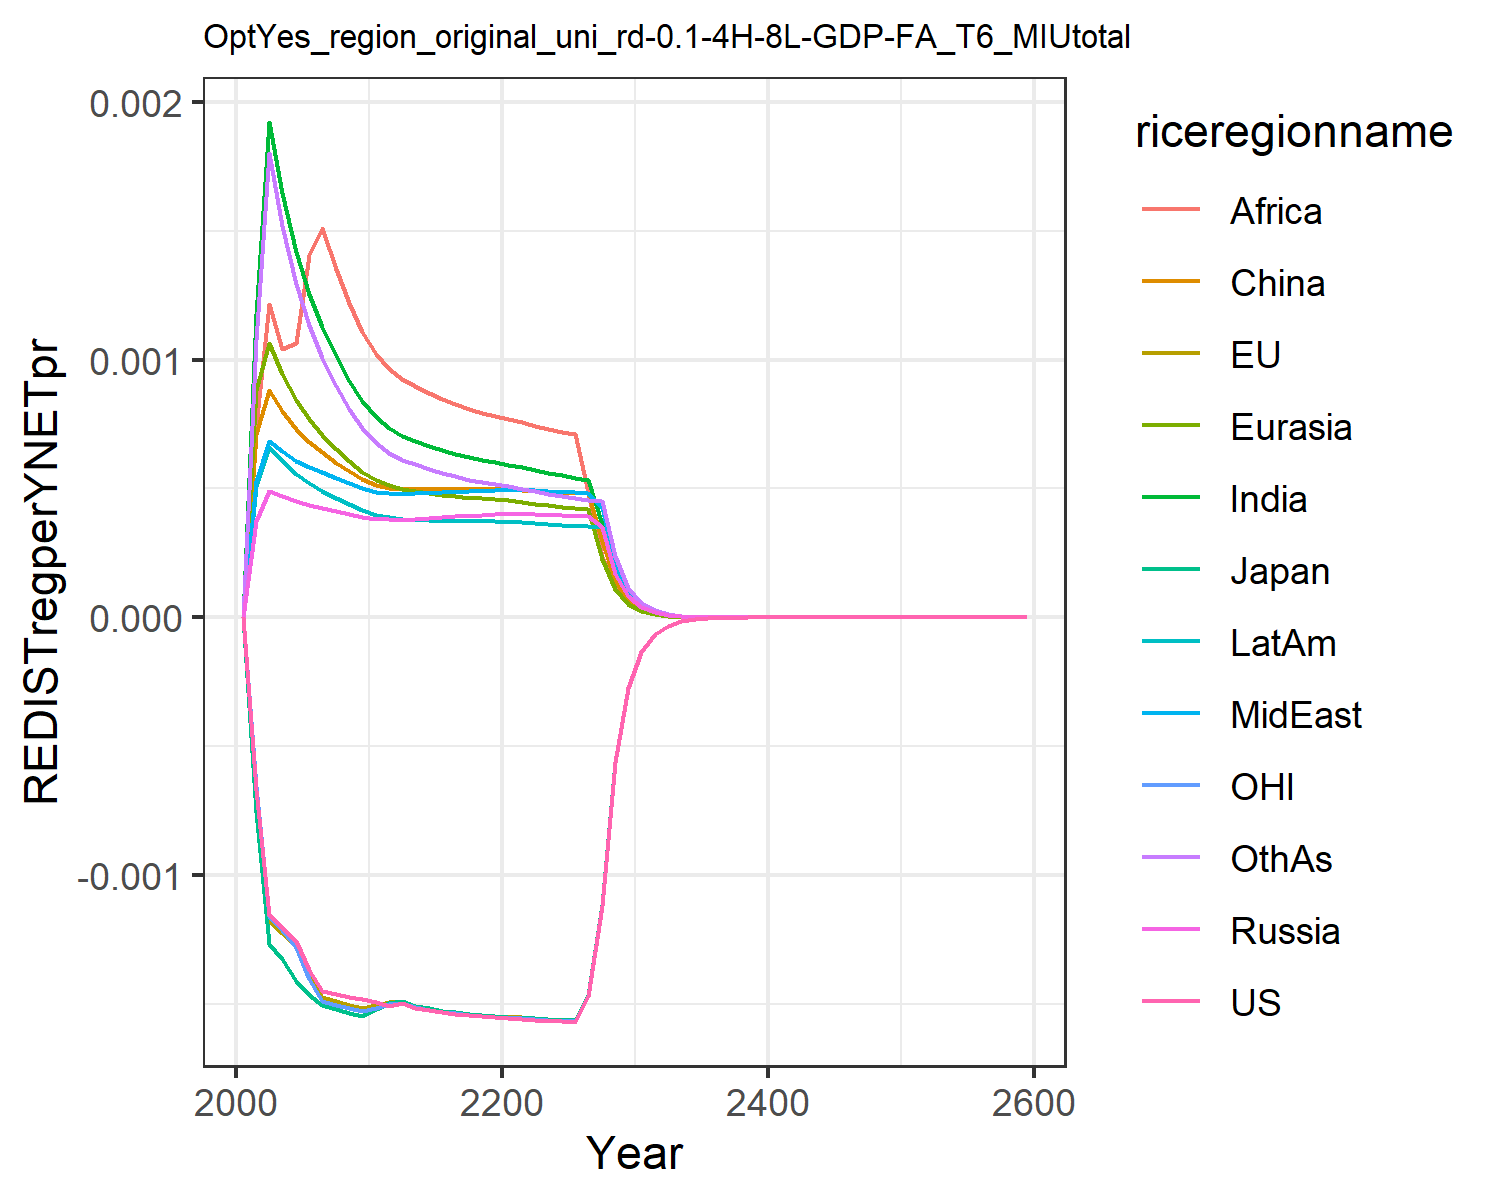 OptYes_region_original_uni_rd-0.1-4H-8L-GDP-FA_T6_MIUtotal
0.002
0.001
0.000
-0.001
REDISTregperYNETpr
2000
2200
2400
2600
Year
riceregionname
Africa
China
EU
Eurasia
India
Japan
LatAm
MidEast
OHI
OthAs
Russia
US